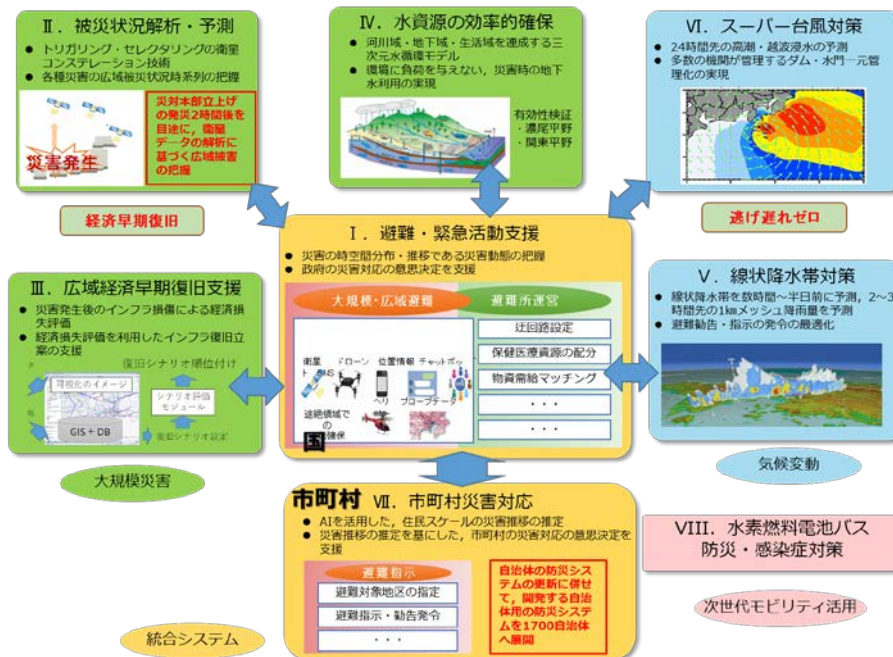 Ⅱ．被災状況解析・予測
● トリガリング・セレクタリングの衛星
コンステレーション技術
● 各種災害の広域被災状況時系列の把握
災害発生
災対本部立上げ
の発災2時間後を
目途に，衛星
データの解析に
基づく広域被害
の把握
経済早期復旧
Ⅳ．水資源の効率的確保
● 河川域・地下域・生活域を連成する三
次元水循環モデル
● 環境に負荷を与えない，災害時の地下
水利用の実現
有効性検証
・濃尾平野
・関東平野
Ⅵ．スーパー台風対策
● 24時間先の高潮・越波浸水の予測
● 多数の機関が管理するダム・水門一元管
理化の実現
逃げ遅れゼロ
Ⅰ．避難・緊急活動支援
● 災害の時空間分布・推移である災害動態の把握
● 政府の災害対応の意思決定を支援
大規模・広域避難
避難所運営
迂回路設定
保健医療資源の配分
物資需給マッチング
・・・
・・・
衛星
ドローン
位置情報
チャットボッ
ト
SNS
ヘリ
プローブデータ
途絶領域で
の
確保
国
Ⅲ．広域経済早期復旧支援
● 災害発生後のインフラ損傷による経済損
失評価
● 経済損失評価を利用したインフラ復旧立
案の支援
復旧シナリオ順位付け
可視化のイメージ
シナリオ評価
モジュール
GIS＋DB
復旧シナリオ設定
大規模災害
Ⅴ．線状降水帯対策
● 線状降水帯を数時間～半日前に予測，2～3
時間先の1kmメッシュ降雨量を予測
● 避難勧告・指示の発令の最適化
気候変動
市町村 Ⅶ．市町村災害対応
● AIを活用した，住民スケールの災害推移の推定
● 災害推移の推定を基にした，市町村の災害対応の意思決定を
支援
避難指示
避難対象地区の指定
避難指示・勧告発令
・・・
自治体の防災シス
テムの更新に併せ
て，開発する自治
体用の防災システ
ムを1700自治体
へ展開
統合システム
Ⅷ．水素燃料電池バス
防災・感染症対策
次世代モビリティ活用